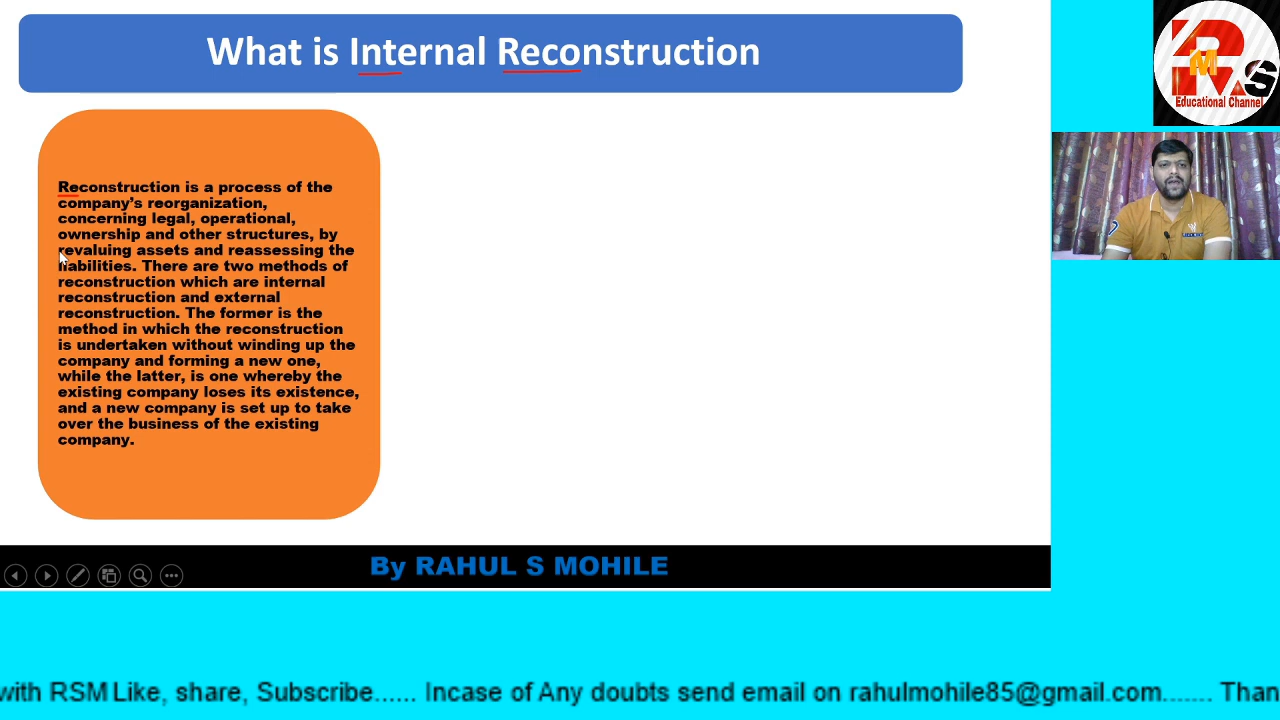 What is Internal Reconstruction
RSM
Educational Channel
Reconstruction is a process of the
company's reorganization,
concerning legal, operational,
ownership and other structures, by
revaluing assets and reassessing the
liabilities. There are two methods of
reconstruction which are internal
reconstruction and external
reconstruction. The former is the
method in which the reconstruction
is undertaken without winding up the
company and forming a new one,
while the latter, is one whereby the
existing company loses its existence,
and a new company is set up to take
over the business of the existing
company.
By RAHUL S MOHILE
with RSM Like, share, Subscribe...... Incase of Any doubts send email on rahulmohile85@gmail.com....... Than